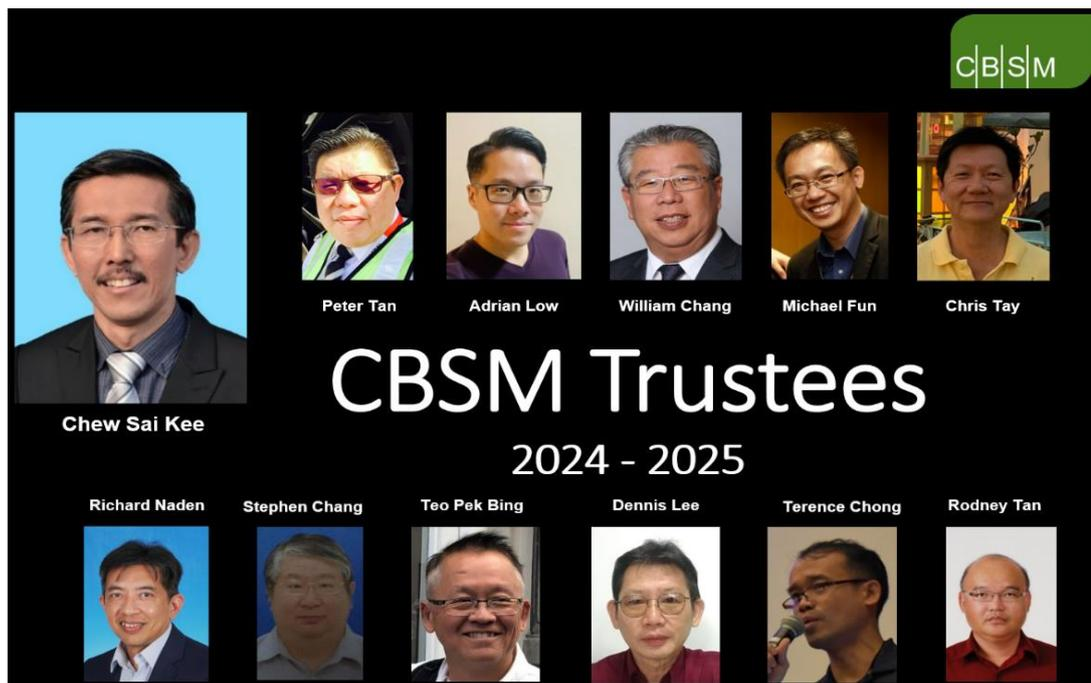 C|B|S|M
Peter Tan
Adrian Low
William Chang
Michael Fun
Chris Tay
Chew Sai Kee
CBSM Trustees
2024 - 2025
Richard Naden
Stephen Chang
Teo Pek Bing
Dennis Lee
Terence Chong
Rodney Tan